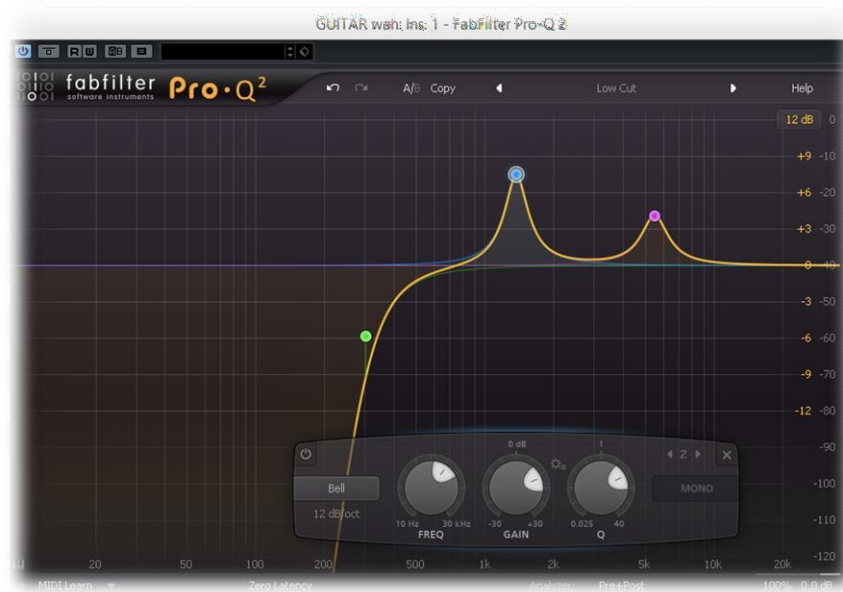 GUITAR wah: Ins: 1 - FabFilter Pro-Q 2
R W
fabfilter Pro·Q²
software instruments
A/B Copy Low Cut Help
12 dB 0
+9 -10
+6 -20
+3 -30
0 -40
-3 -50
-6 -60
-9 -70
-12 -80
-90
-100
-110
-120
0 dB 1
2
Bell
MONO
12 dB/oct
10 Hz 30 kHz -30 +30 0.025 40
FREQ GAIN Q
20 50 100 200 500 1k 2k 5k 10k 20k
MIDI Learn Zero Latency Analyzer: Pre+Post 100% 0.0 dB